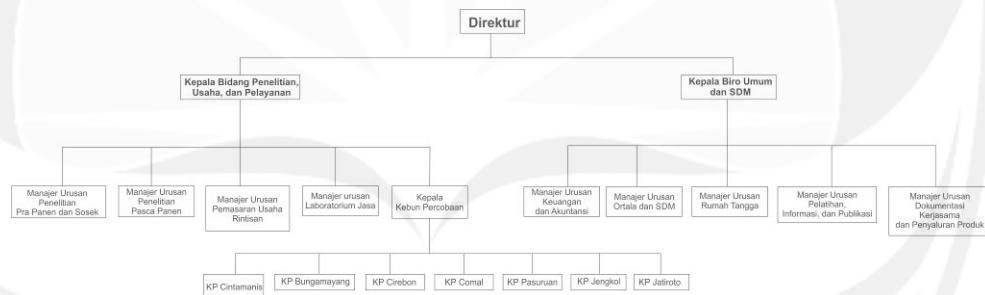 Direktur
Kepala Bidang Penelitian,
Usaha, dan Pelayanan
Kepala Biro Umum
dan SDM
Manajer Urusan
Penelitian
Pra Panen dan Sosek
Manajer Urusan
Penelitian
Pasca Panen
Manajer Urusan
Pemasaran Usaha
Rintisan
Manajer urusan
Laboratorium Jasa
Kepala
Kebun Percobaan
Manajer Urusan
Keuangan
dan Akuntansi
Manajer Urusan
Ortala dan SDM
Manajer Urusan
Rumah Tangga
Manajer Urusan
Pelatihan,
Informasi, dan Publikasi
Manajer Urusan
Dokumentasi
Kerjasama
dan Penyaluran Produk
KP Cintamanis
KP Bungamayang
KP Cirebon
KP Comal
KP Pasuruan
KP Jengkol
KP Jatiroto